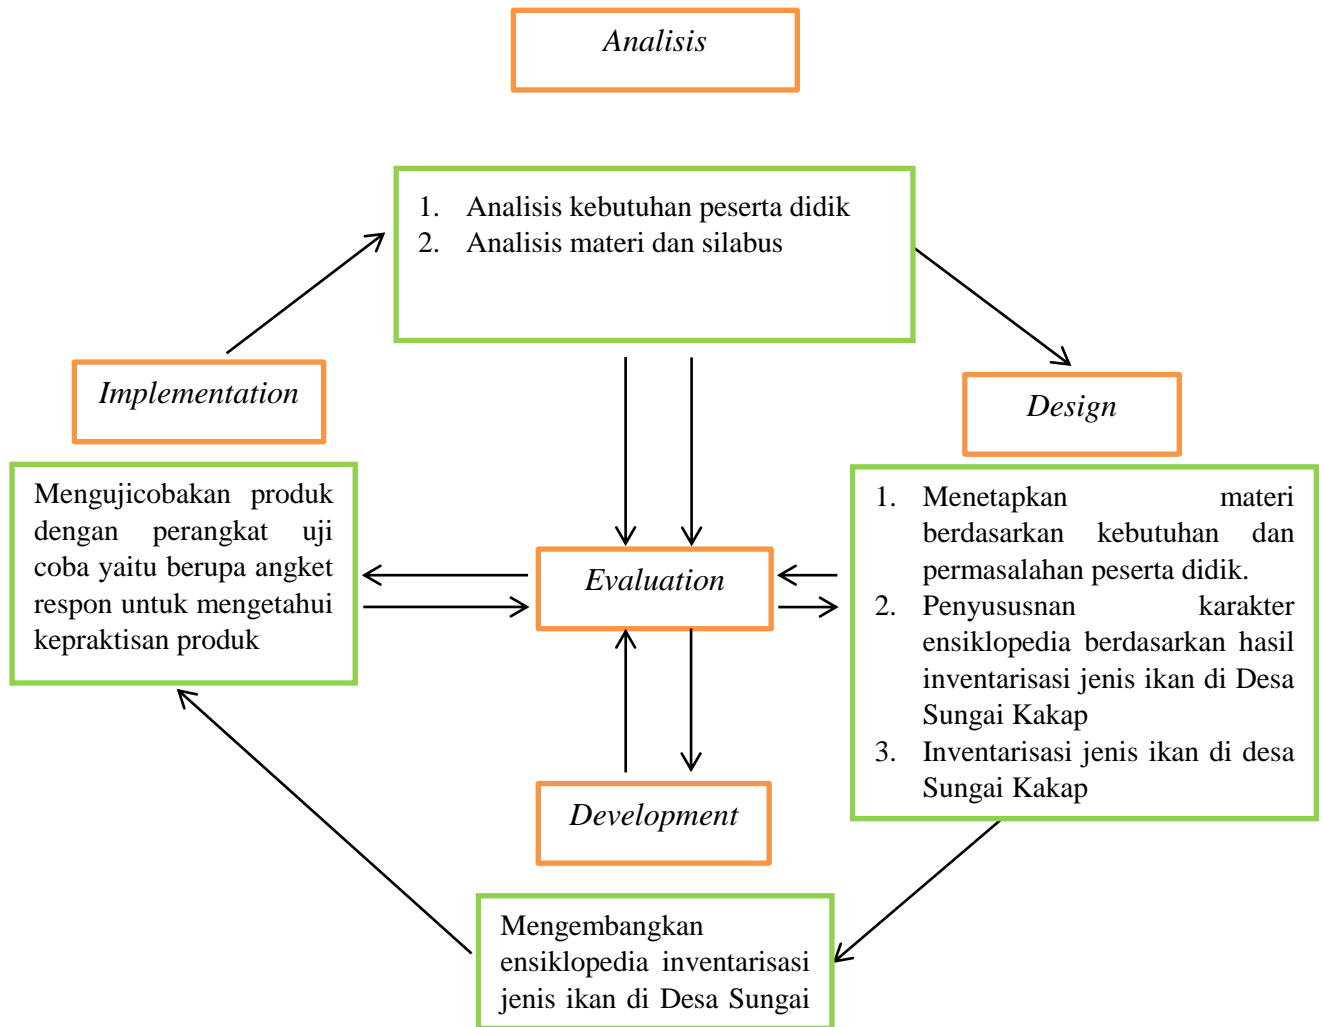 Analisis
1. Analisis kebutuhan peserta didik
2. Analisis materi dan silabus
Implementation
Design
Mengujicobakan produk
dengan perangkat uji
coba yaitu berupa angket
respon untuk mengetahui
kepraktisan produk
Evaluation
1. Menetapkan materi
berdasarkan kebutuhan dan
permasalahan peserta didik.
2. Penyususnan karakter
ensiklopedia berdasarkan hasil
inventarisasi jenis ikan di Desa
Sungai Kakap
3. Inventarisasi jenis ikan di desa
Sungai Kakap
Development
Mengembangkan
ensiklopedia inventarisasi
jenis ikan di Desa Sungai